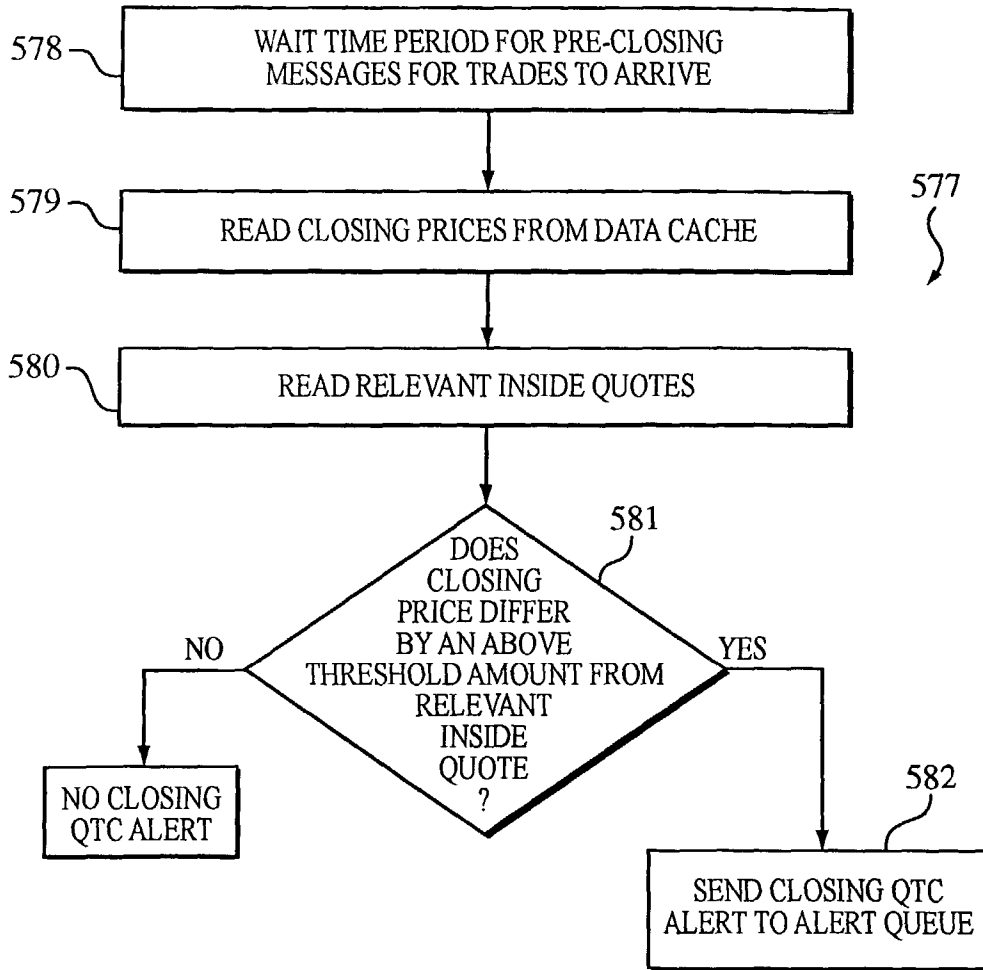 578
WAIT TIME PERIOD FOR PRE-CLOSING
MESSAGES FOR TRADES TO ARRIVE
579
READ CLOSING PRICES FROM DATA CACHE
577
580
READ RELEVANT INSIDE QUOTES
581
DOES
CLOSING
PRICE DIFFER
BY AN ABOVE
THRESHOLD AMOUNT FROM
RELEVANT
INSIDE
QUOTE
?
NO
YES
NO CLOSING
QTC ALERT
582
SEND CLOSING QTC
ALERT TO ALERT QUEUE